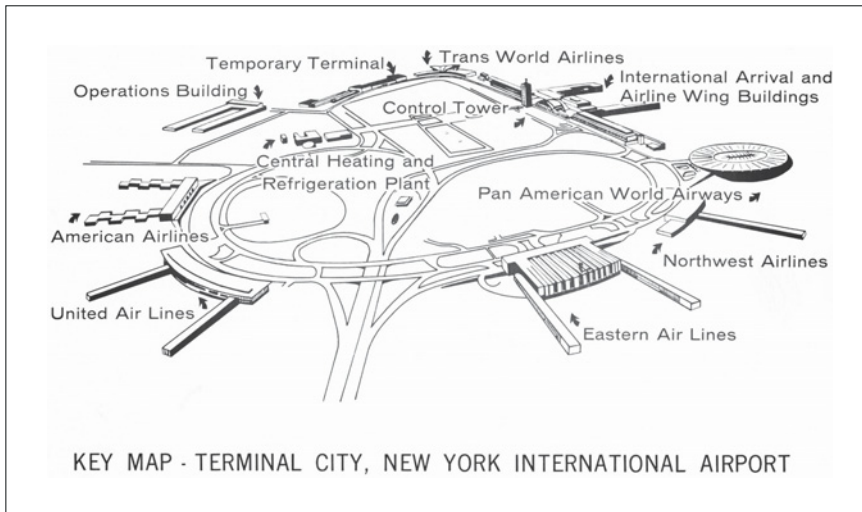 Temporary Terminal
Trans World Airlines
Operations Building
International Arrival and
Airline Wing Buildings
Control Tower
Central Heating and
Refrigeration Plant
Pan American World Airways
American Airlines
Northwest Airlines
United Air Lines
Eastern Air Lines
KEY MAP - TERMINAL CITY, NEW YORK INTERNATIONAL AIRPORT